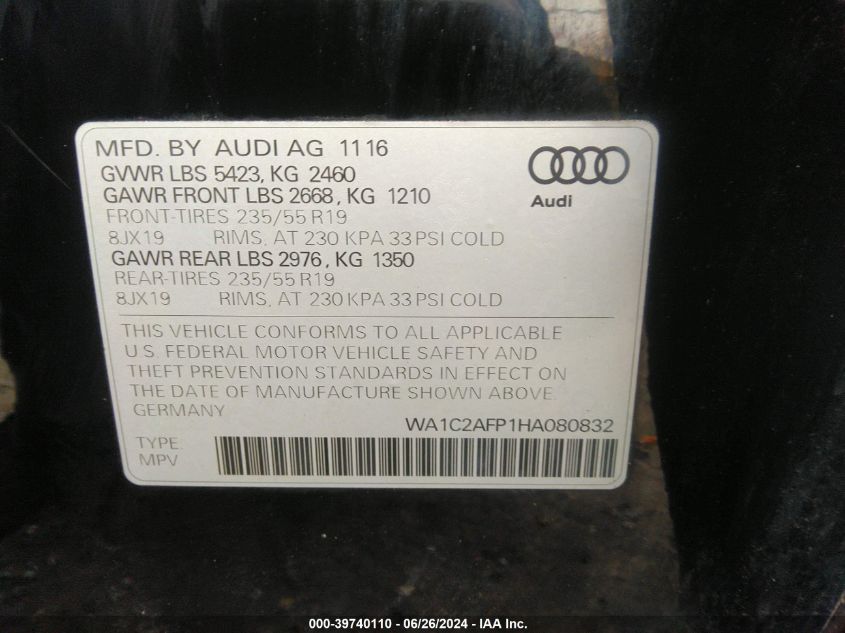 MFD. BY AUDI AG 11 16
GVWR LBS 5423, KG 2460
GAWR FRONT LBS 2668, KG 1210
FRONT-TIRES 235/55 R19
8JX19 RIMS, AT 230 KPA 33 PSI COLD
GAWR REAR LBS 2976, KG 1350
REAR-TIRES 235/55 R19
8JX19 RIMS, AT 230 KPA 33 PSI COLD
Audi
THIS VEHICLE CONFORMS TO ALL APPLICABLE
U.S. FEDERAL MOTOR VEHICLE SAFETY AND
THEFT PREVENTION STANDARDS IN EFFECT ON
THE DATE OF MANUFACTURE SHOWN ABOVE.
GERMANY
WA1C2AFP1HA080832
TYPE:
MPV
000-39740110 - 06/26/2024 - IAA Inc.